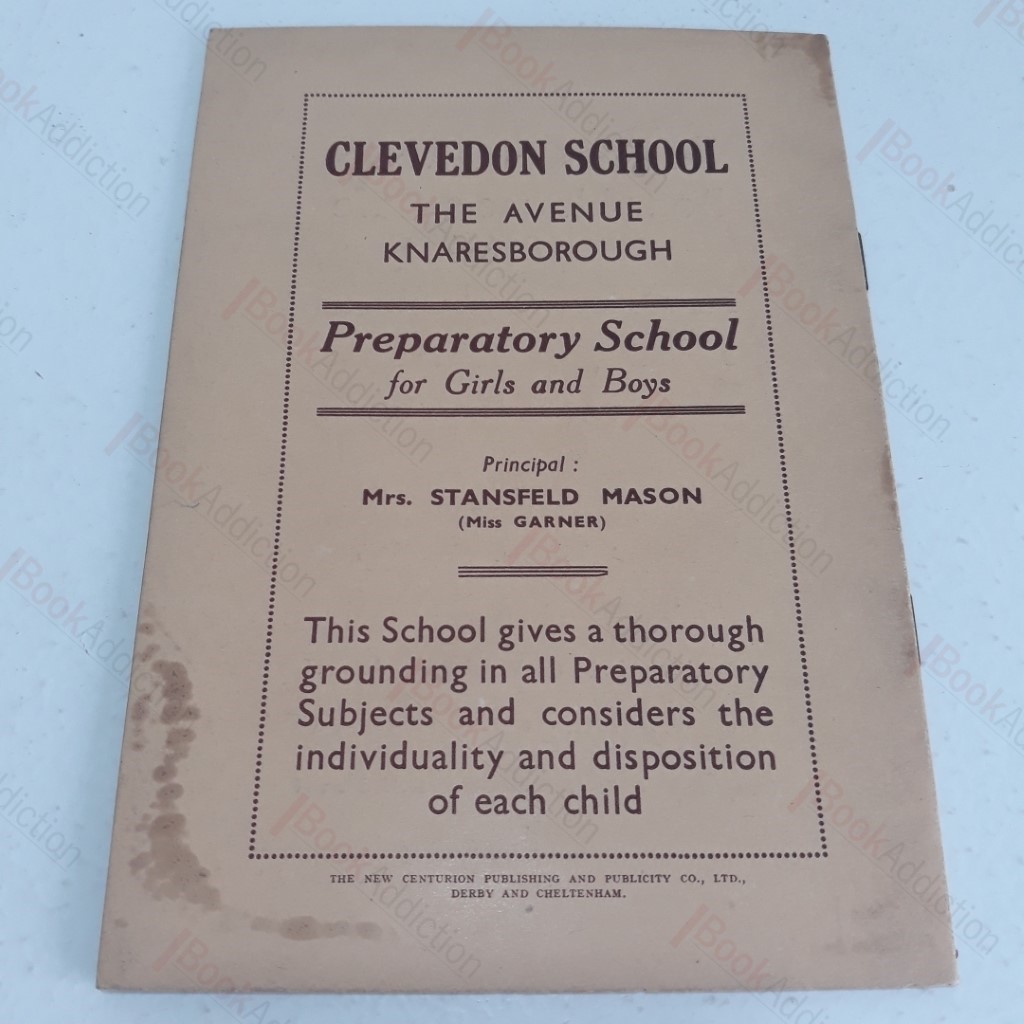 CLEVEDON SCHOOL
THE AVENUE
KNARESBOROUGH
Preparatory School
for Girls and Boys
Principal :
Mrs. STANSFELD MASON
(Miss GARNER)
This School gives a thorough
grounding in all Preparatory
Subjects and considers the
individuality and disposition
of each child
THE NEW CENTURION PUBLISHING AND PUBLICITY CO., LTD.,
DERBY AND CHELTENHAM.
BookAddiction